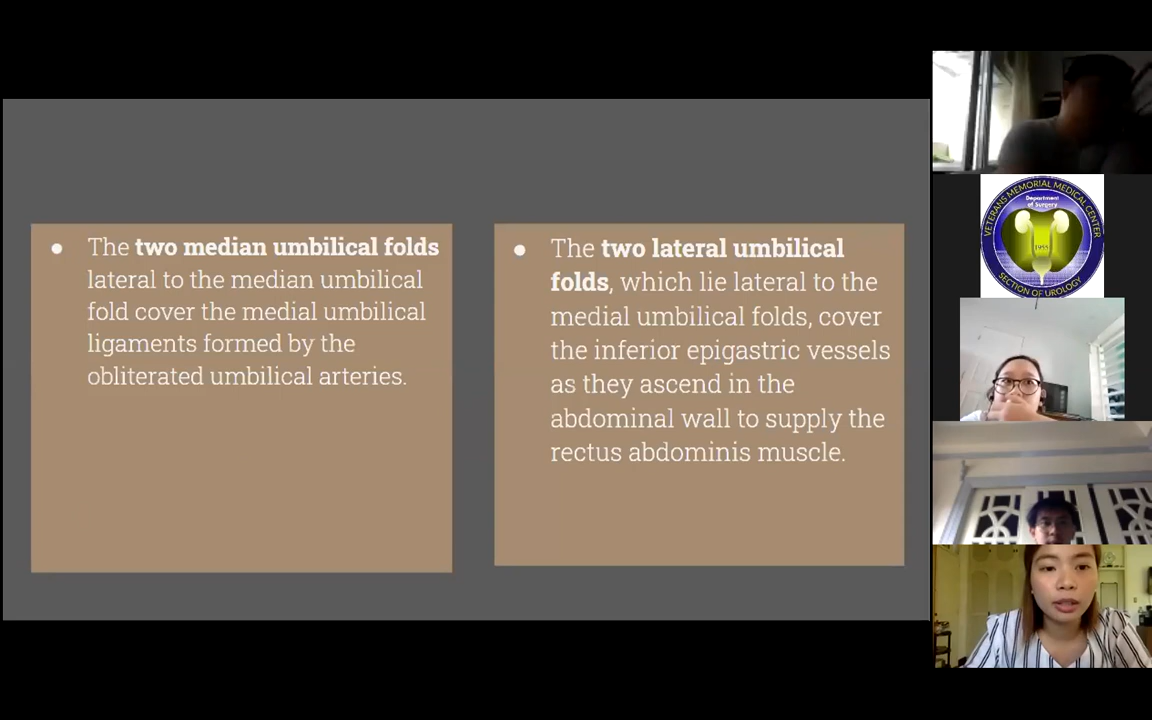 The two median umbilical folds
lateral to the median umbilical
fold cover the medial umbilical
ligaments formed by the
obliterated umbilical arteries.
The two lateral umbilical
folds, which lie lateral to the
medial umbilical folds, cover
the inferior epigastric vessels
as they ascend in the
abdominal wall to supply the
rectus abdominis muscle.
VETERANS MEMORIAL MEDICAL CENTER
Department
of Surgery
1955
SECTION OF UROLOGY